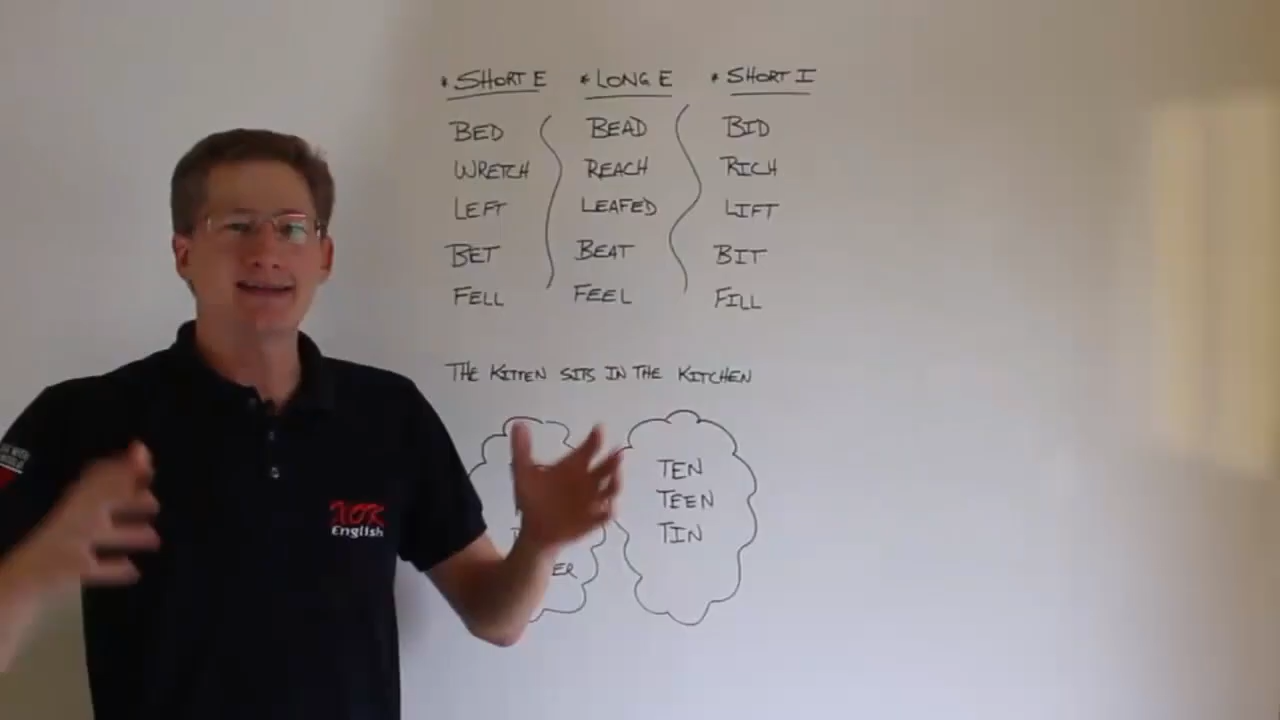 * SHORT E * LONG E * SHORT I
BED BEAD BID
WRETCH REACH RICH
LEFT LEAFED LIFT
BET BEAT BIT
FELL FEEL FILL
THE KITTEN SITS IN THE KITCHEN
TEN
TEEN
TIN
ER
10K
English